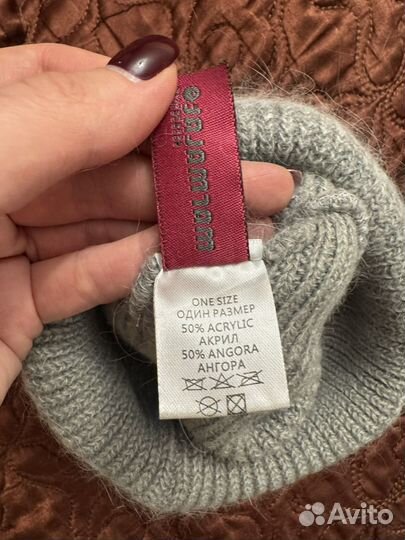 ONE SIZE
ОДИН РАЗМЕР
50% ACRYLIC
АКРИЛ
50% ANGORA
АНГОРА
Avito